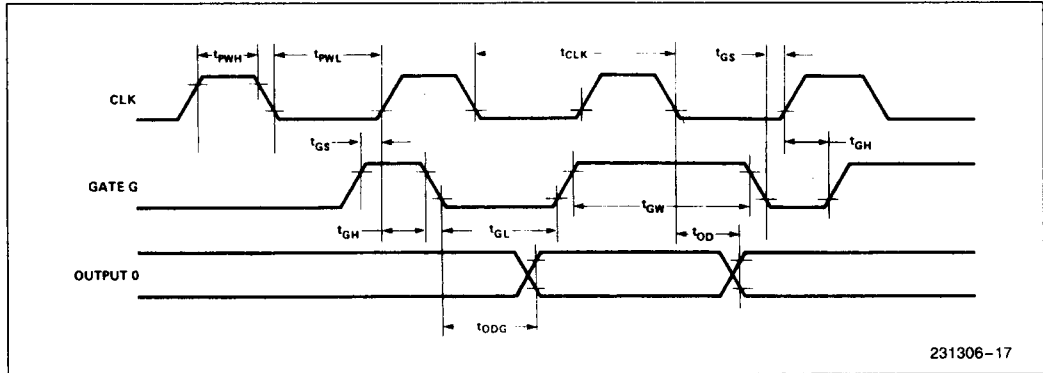 tPWH
tPWL
tCLK
tGS
CLK
tGS
tGH
GATE G
tGW
tGH
tGL
tOD
OUTPUT 0
tODG
231306–17